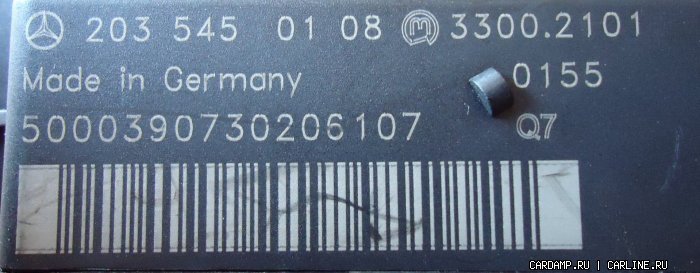 203 545 01 08 3300.2101
Made in Germany 0155
5000390730206107 Q7
CARDAMP.RU | CARLINE.RU